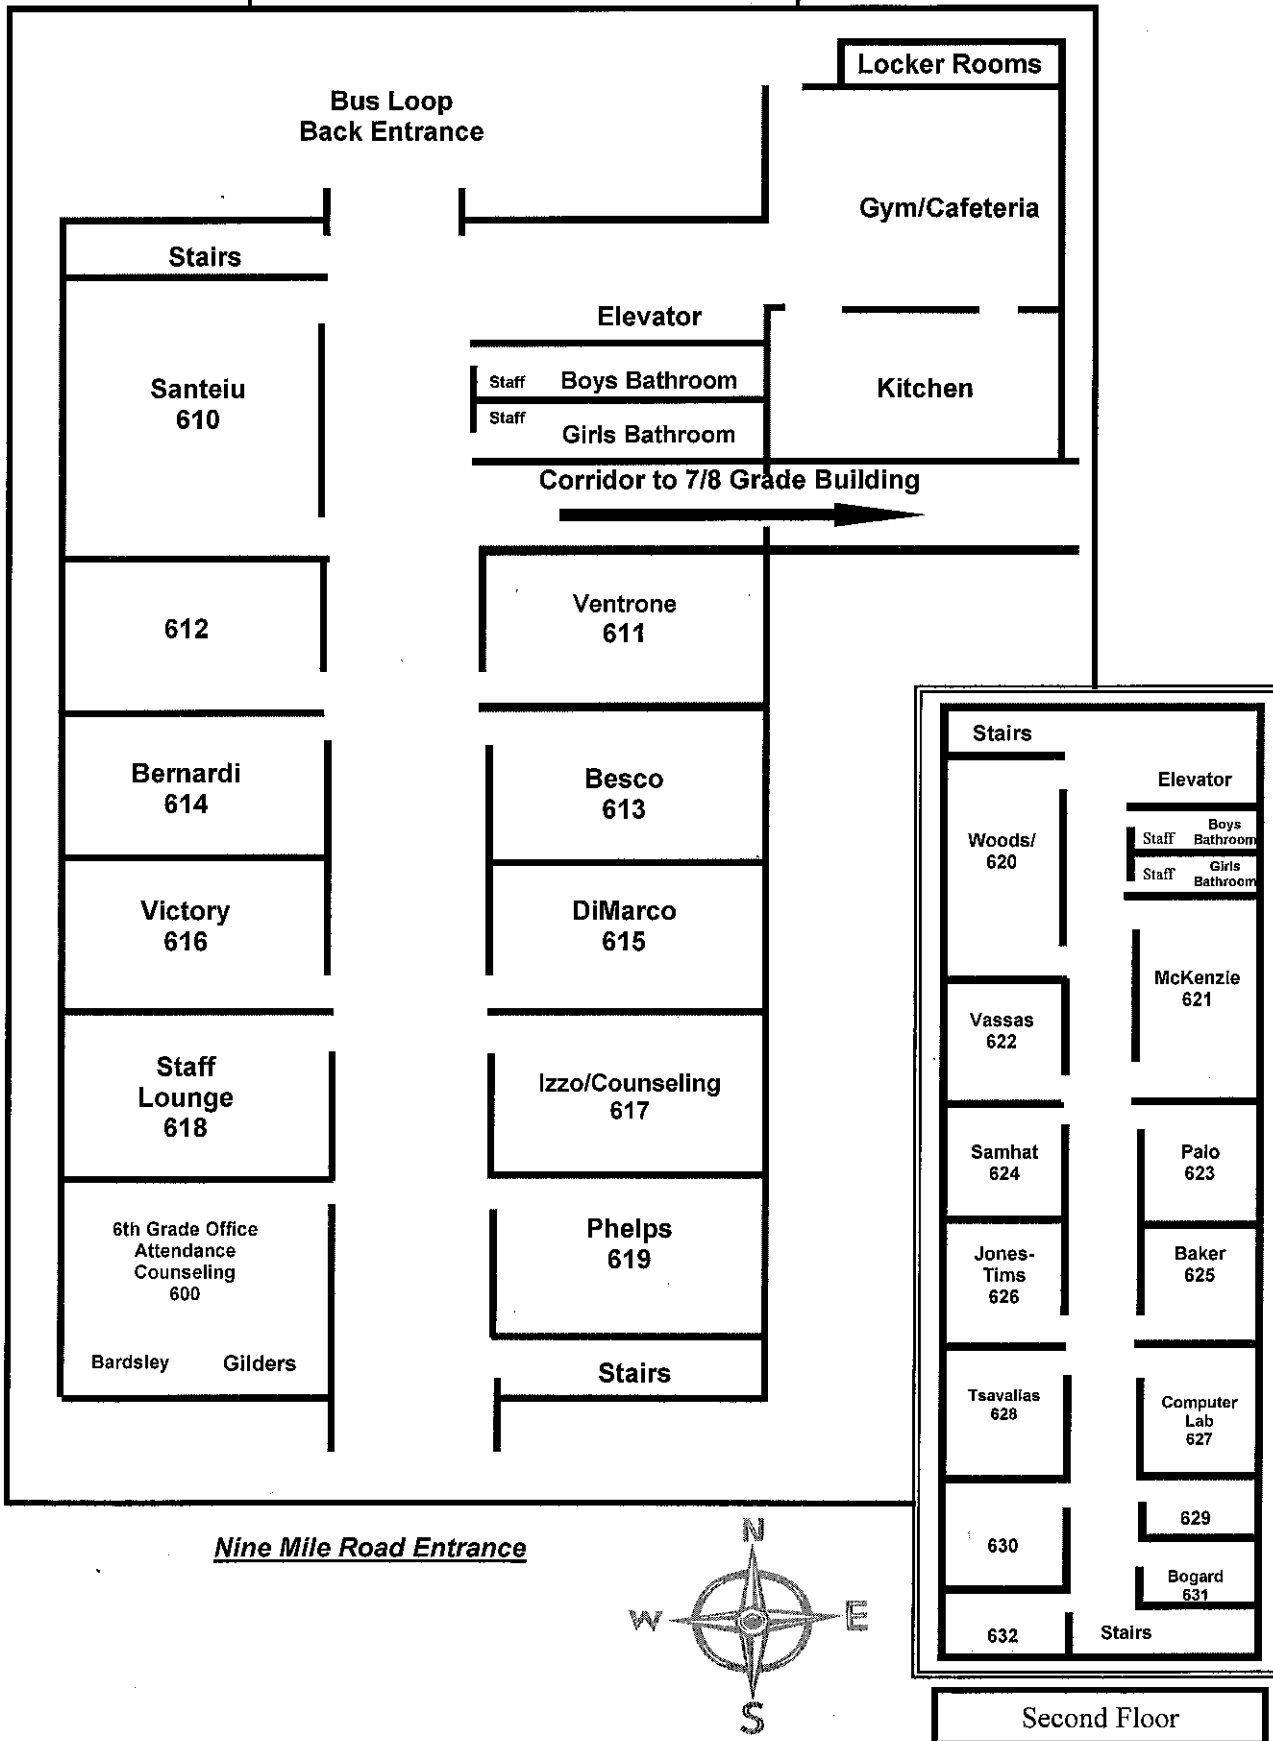 Locker Rooms
Bus Loop
Back Entrance
Gym/Cafeteria
Stairs
Elevator
Santeiu
610
Staff
Boys Bathroom
Staff
Girls Bathroom
Kitchen
Corridor to 7/8 Grade Building
612
Ventrone
611
Bernardi
614
Besco
613
Victory
616
DiMarco
615
Staff
Lounge
618
Izzo/Counseling
617
6th Grade Office
Attendance
Counseling
600
Bardsley
Gilders
Phelps
619
Stairs
Nine Mile Road Entrance
N
W
E
S
Stairs
Elevator
Woods/
620
Staff
Boys
Bathroom
Staff
Girls
Bathroom
McKenzie
621
Vassas
622
Samhat
624
Palo
623
Jones-
Tims
626
Baker
625
Tsavalias
628
Computer
Lab
627
629
630
Bogard
631
632
Stairs
Second Floor